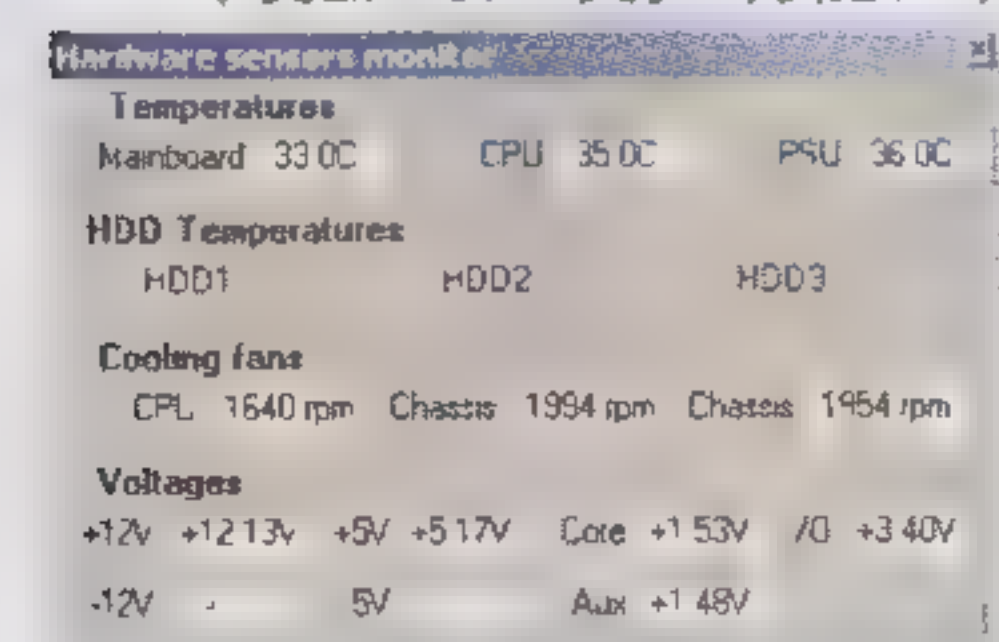 Hardware sensors monitor
Temperatures
Mainboard 33 0C CPU 35 0C PSU 36 0C
HDD Temperatures
HDD1 HDD2 HDD3
Cooling fans
CPU 1640 rpm Chassis 1994 rpm Chassis 1954 rpm
Voltages
+12V +12.13V +5V +5.17V Core +1.53V I/O +3.40V
-12V - 5V Aux +1.48V